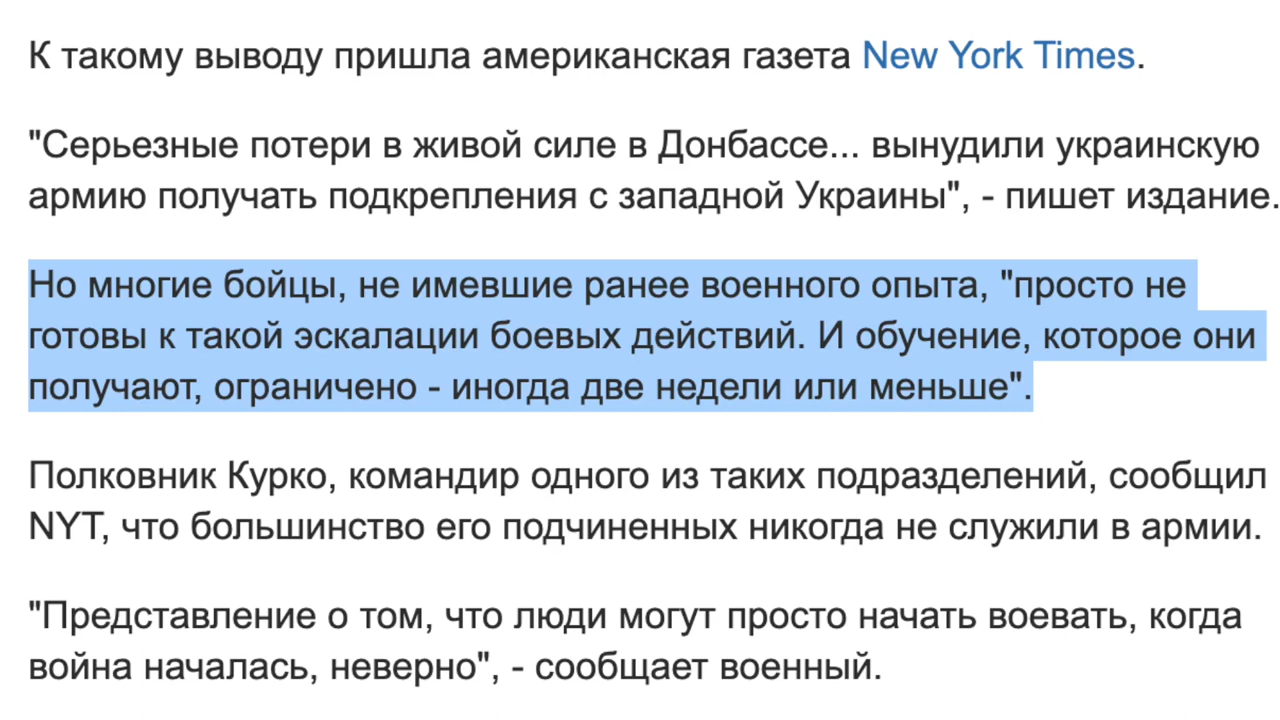 К такому выводу пришла американская газета New York Times.
"Серьезные потери в живой силе в Донбассе... вынудили украинскую
армию получать подкрепления с западной Украины", - пишет издание.
Но многие бойцы, не имевшие ранее военного опыта, "просто не
готовы к такой эскалации боевых действий. И обучение, которое они
получают, ограничено - иногда две недели или меньше".
Полковник Курко, командир одного из таких подразделений, сообщил
NYT, что большинство его подчиненных никогда не служили в армии.
"Представление о том, что люди могут просто начать воевать, когда
война началась, неверно", - сообщает военный.